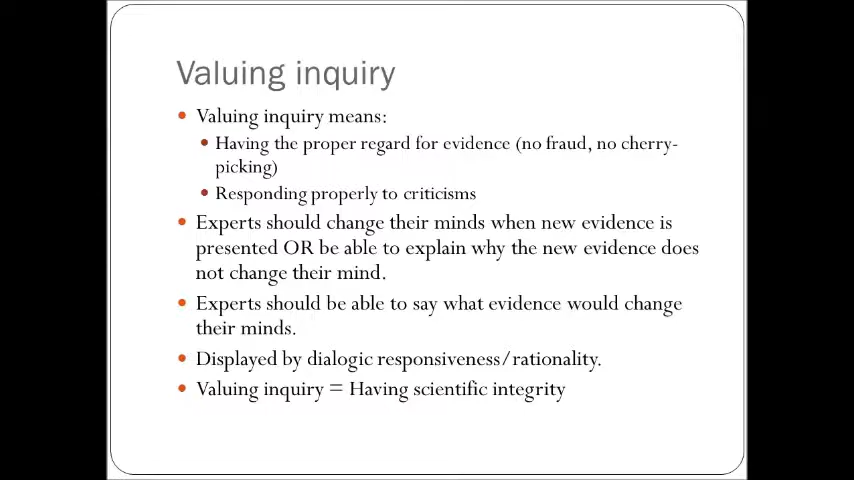 Valuing inquiry
• Valuing inquiry means:
• Having the proper regard for evidence (no fraud, no cherry-
picking)
• Responding properly to criticisms
• Experts should change their minds when new evidence is
presented OR be able to explain why the new evidence does
not change their mind.
• Experts should be able to say what evidence would change
their minds.
• Displayed by dialogic responsiveness/rationality.
• Valuing inquiry = Having scientific integrity